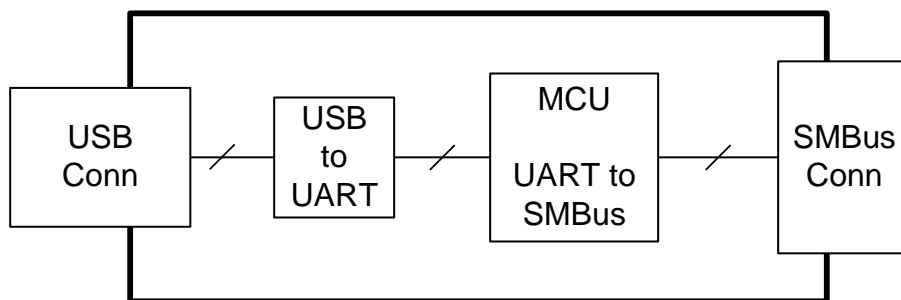 USB
Conn
USB
to
UART
MCU
UART to
SMBus
SMBus
Conn